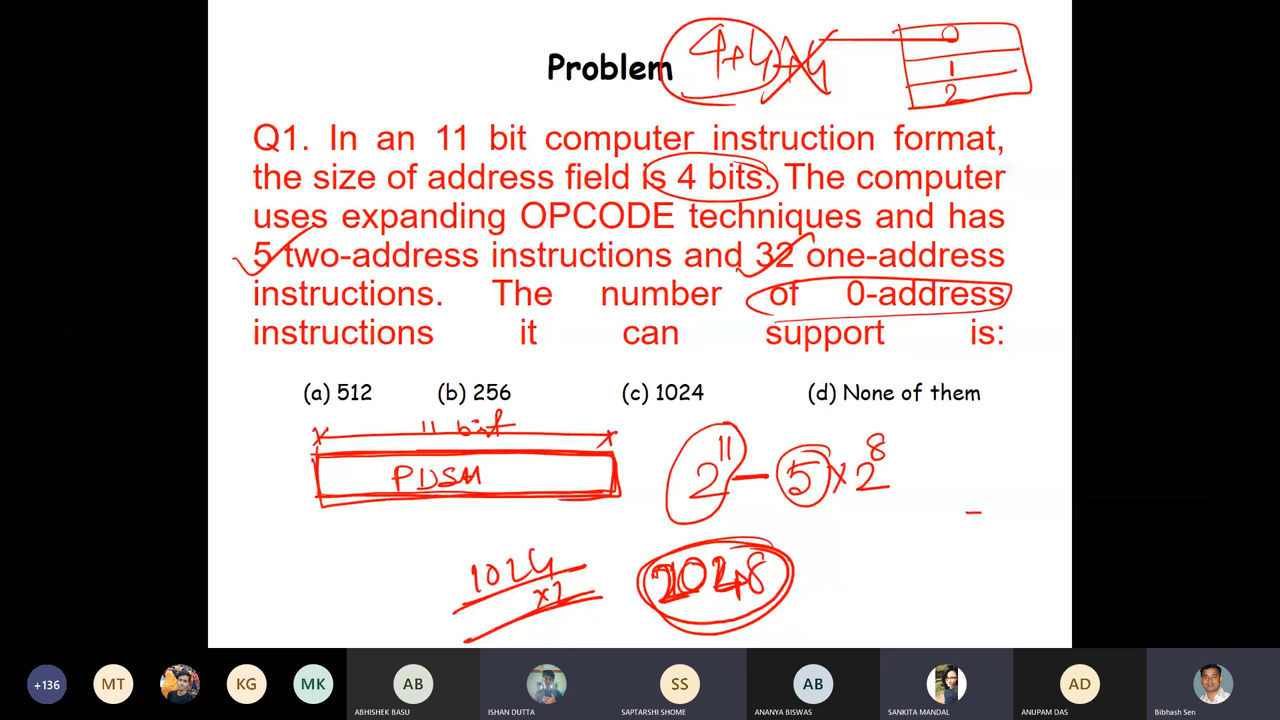 Problem 4+4+4
0
1
2
Q1. In an 11 bit computer instruction format,
the size of address field is 4 bits. The computer
uses expanding OPCODE techniques and has
5 two-address instructions and 32 one-address
instructions. The number of 0-address
instructions it can support is:
(a) 512 (b) 256 (c) 1024 (d) None of them
11 bit
PDSM
2^11 - 5 × 2^8 -
1024
×2
2048
+136 MT KG MK AB SS AB AD
ABHISHEK BASU ISHAN DUTTA SAPTARSHI SHOME ANANYA BISWAS SANKITA MANDAL ANUPAM DAS Bibhash Sen